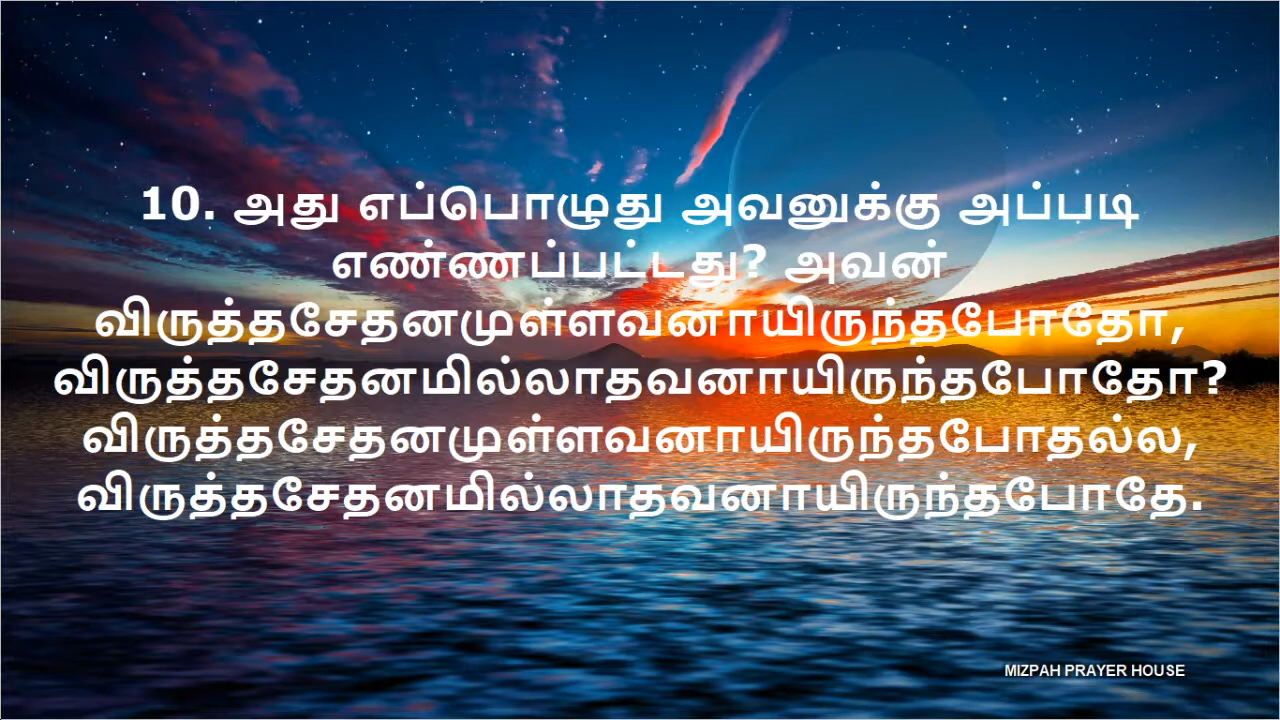 10. அது எப்பொழுது அவனுக்கு அப்படி
எண்ணப்பட்டது? அவன்
விருத்தசேதனமுள்ளவனாயிருந்தபோதோ,
விருத்தசேதனமில்லாதவனாயிருந்தபோதோ?
விருத்தசேதனமுள்ளவனாயிருந்தபோதல்ல,
விருத்தசேதனமில்லாதவனாயிருந்தபோதே.
MIZPAH PRAYER HOUSE